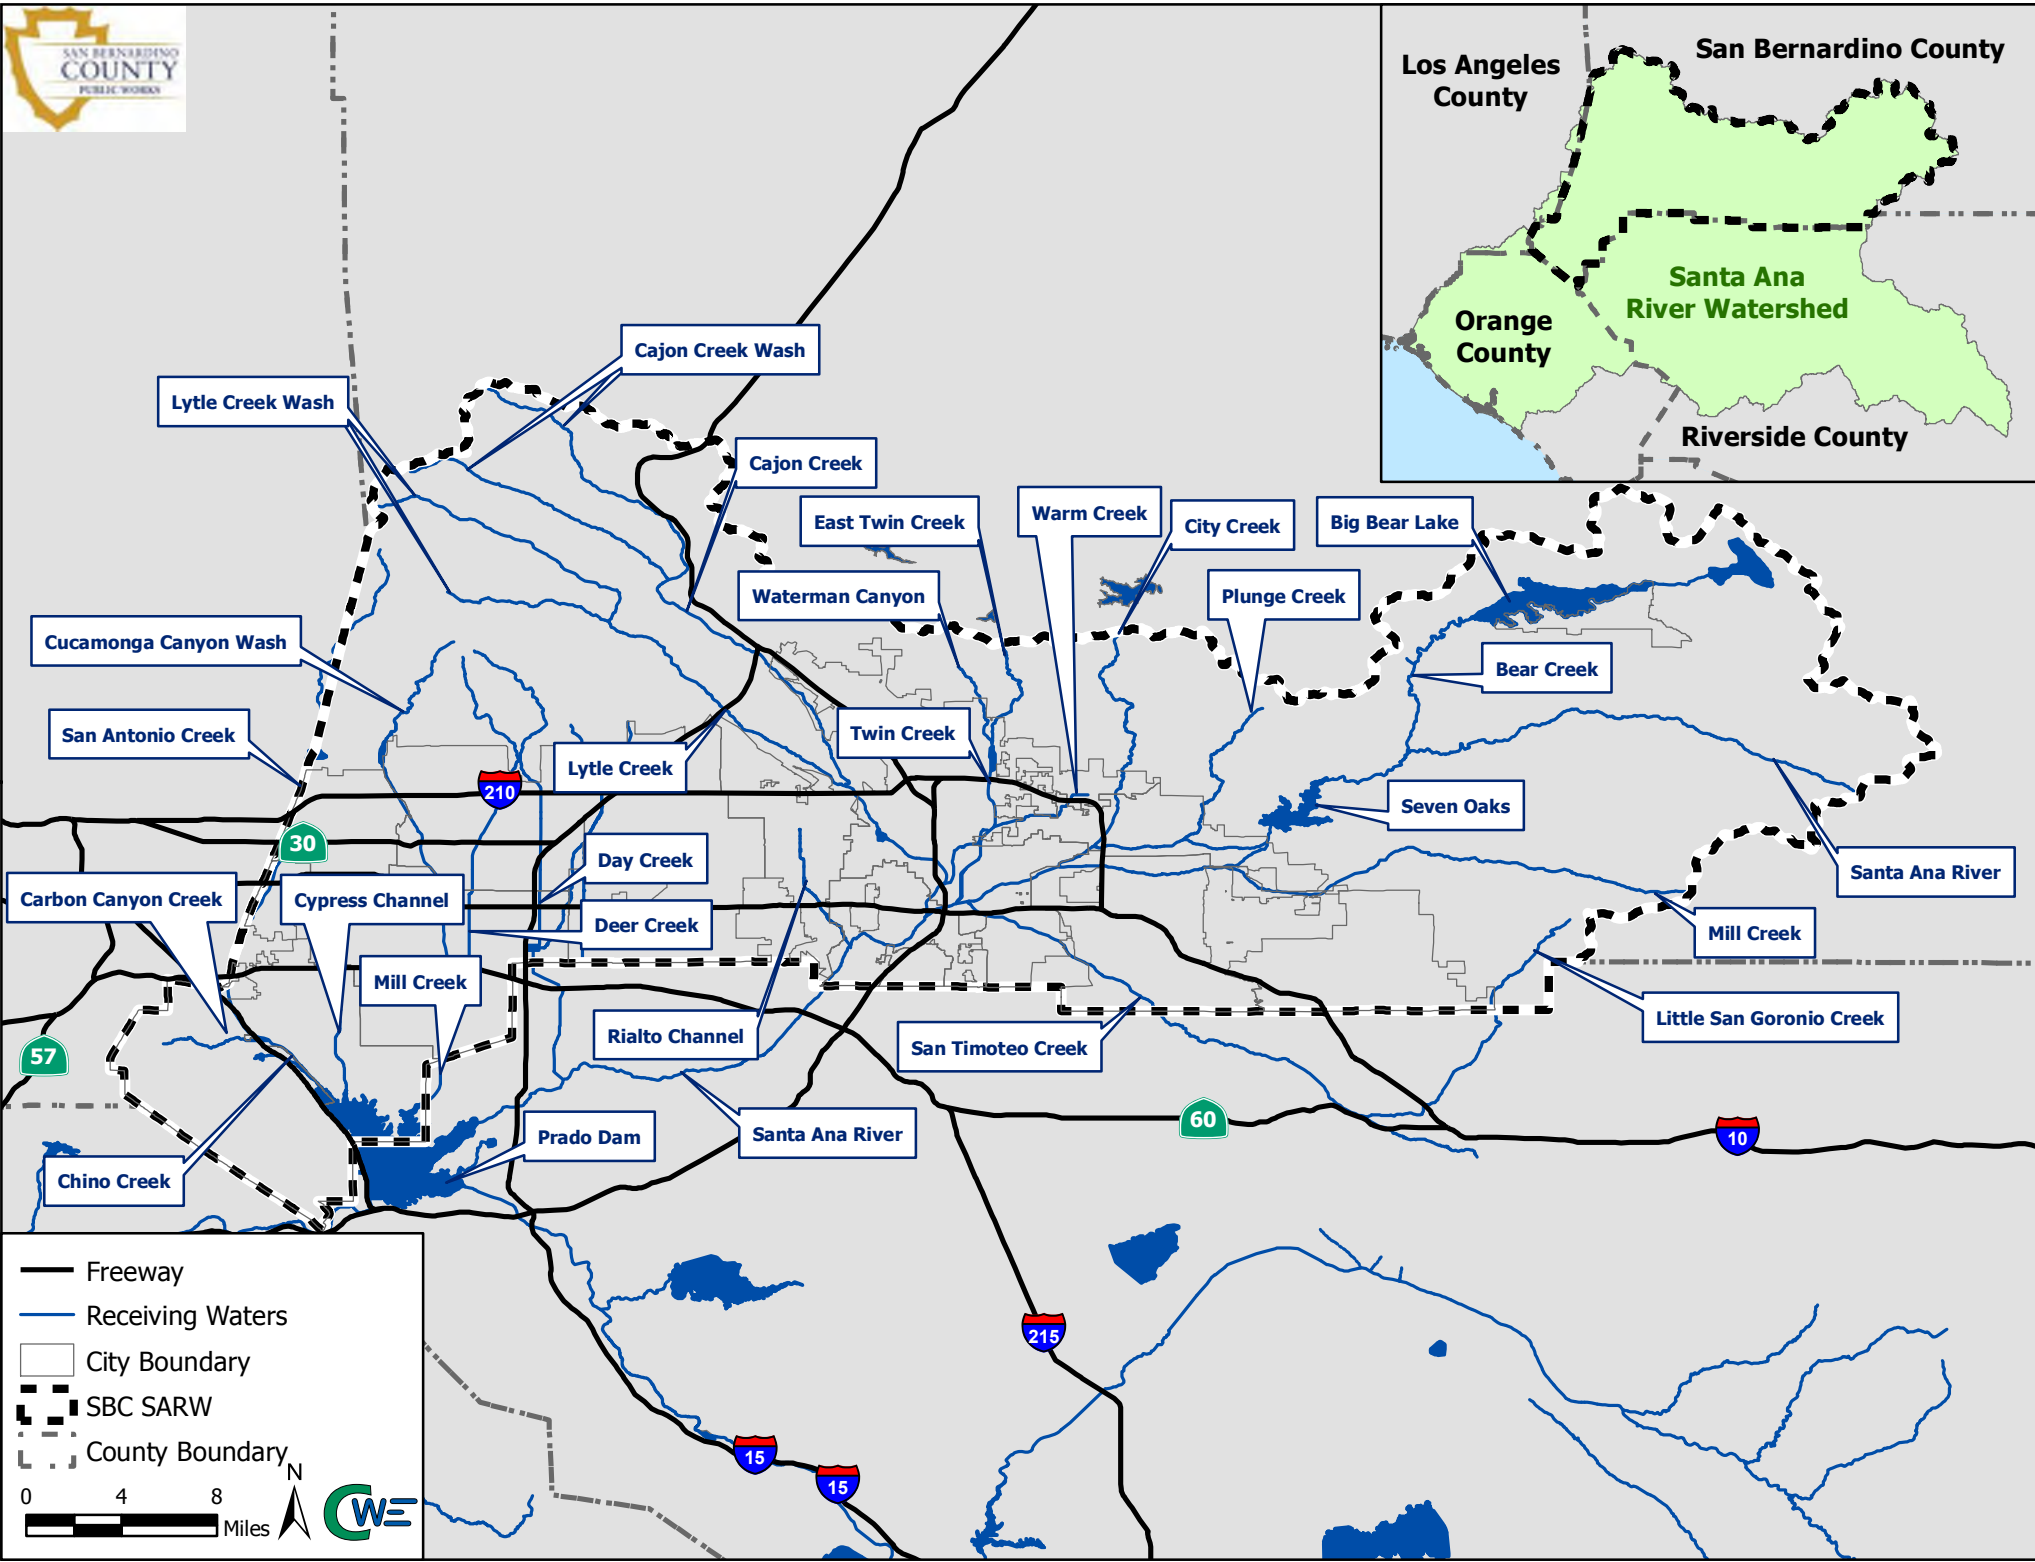 SAN BERNARDINO
COUNTY
PUBLIC WORKS
Los Angeles
County
San Bernardino County
Santa Ana
River Watershed
Orange
County
Riverside County
Cajon Creek Wash
Lytle Creek Wash
Cajon Creek
East Twin Creek
Warm Creek
City Creek
Big Bear Lake
Waterman Canyon
Plunge Creek
Cucamonga Canyon Wash
Bear Creek
San Antonio Creek
Twin Creek
Lytle Creek
210
Seven Oaks
30
Day Creek
Santa Ana River
Carbon Canyon Creek
Cypress Channel
Deer Creek
Mill Creek
Mill Creek
Rialto Channel
San Timoteo Creek
Little San Goronio Creek
57
60
10
Prado Dam
Santa Ana River
Chino Creek
215
15
15
Freeway
Receiving Waters
City Boundary
SBC SARW
County Boundary
N
0 4 8
Miles
CWE